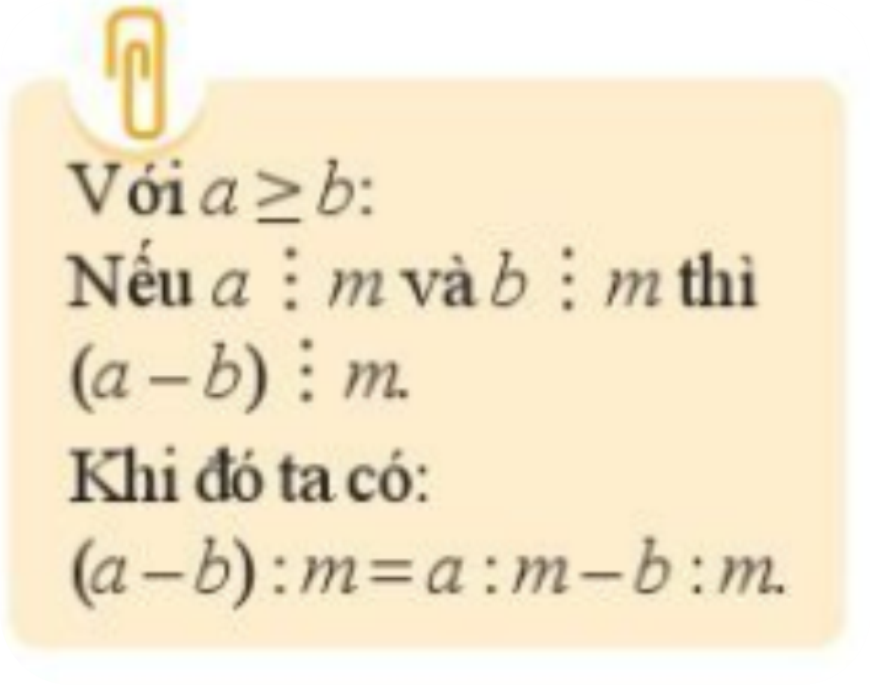 Với a ≥ b:
Nếu a ⋮ m và b ⋮ m thì
(a – b) ⋮ m.
Khi đó ta có:
(a – b) : m = a : m – b : m.